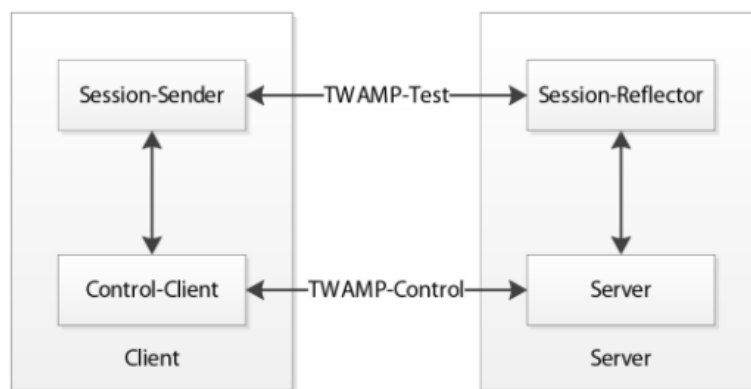 Session-Sender
TWAMP-Test
Session-Reflector
Control-Client
TWAMP-Control
Server
Client
Server